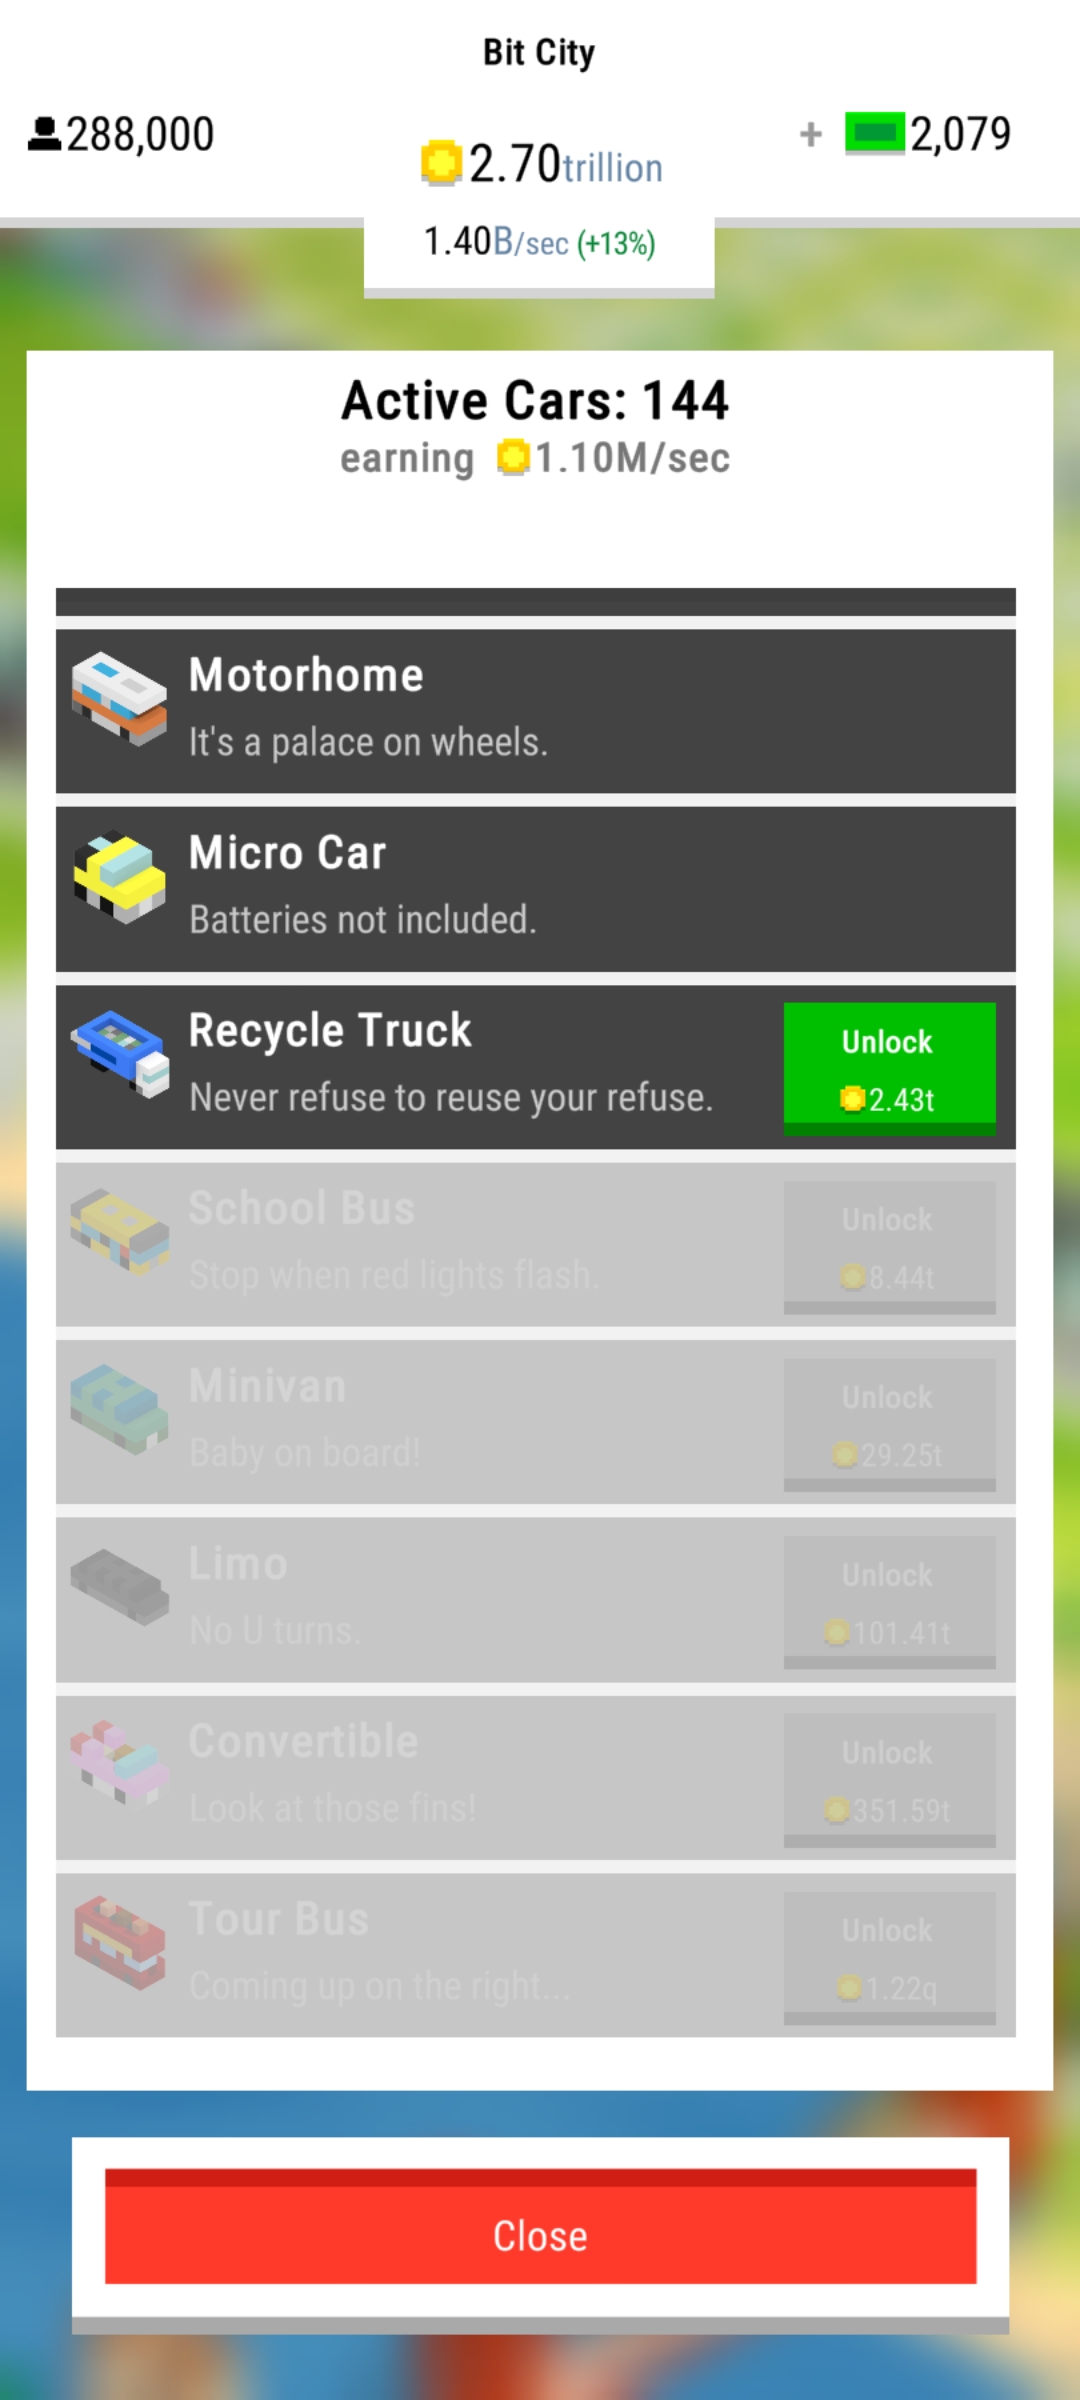 Bit City
288,000
2.70trillion
+ 2,079
1.40B/sec (+13%)
Active Cars: 144
earning 1.10M/sec
Motorhome
It's a palace on wheels.
Micro Car
Batteries not included.
Recycle Truck
Never refuse to reuse your refuse.
Unlock
2.43t
School Bus
Stop when red lights flash.
Unlock
8.44t
Minivan
Baby on board!
Unlock
29.25t
Limo
No U turns.
Unlock
101.41t
Convertible
Look at those fins!
Unlock
351.59t
Tour Bus
Coming up on the right...
Unlock
1.22q
Close